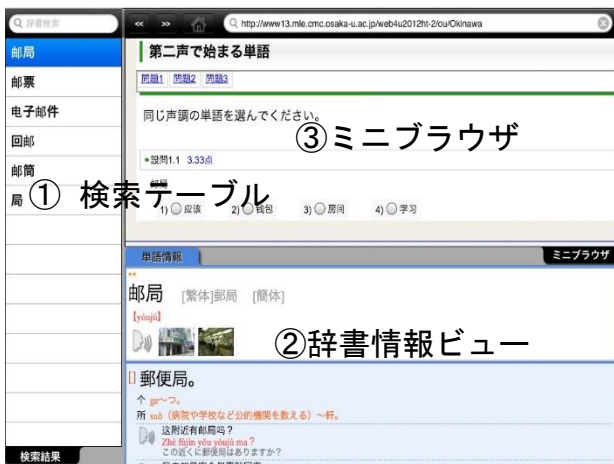 辞書検索
<< >>
http://www13.mle.cmc.osaka-u.ac.jp/web4u2012ht-2/cu/Okinawa
邮局
邮票
电子邮件
回邮
邮筒
局
検索結果
① 検索テーブル
第二声で始まる単語
問題1 問題2 問題3
同じ声調の単語を選んでください。
③ミニブラウザ
設問1.1 3.33点
邮局
1) 应该 2) 钱包 3) 房间 4) 学习
単語情報
ミニブラウザ
**
邮局 [繁体]郵局 [簡体]
【yóujú】
②辞書情報ビュー
[] 郵便局。
个 ge~つ。
所 suǒ（病院や学校など公的機関を数える）~軒。
这附近有邮局吗？
Zhè fùjìn yǒu yóujú ma？
この近くに郵便局はありますか？